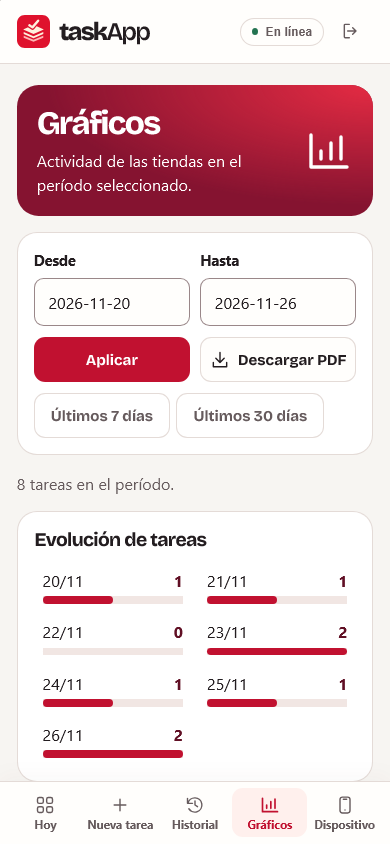 taskApp
En línea
Gráficos
Actividad de las tiendas en el
período seleccionado.
Desde
Hasta
2026-11-20
2026-11-26
Aplicar
Descargar PDF
Últimos 7 días
Últimos 30 días
8 tareas en el período.
Evolución de tareas
20/11 1
21/11 1
22/11 0
23/11 2
24/11 1
25/11 1
26/11 2
Hoy
Nueva tarea
Historial
Gráficos
Dispositivo